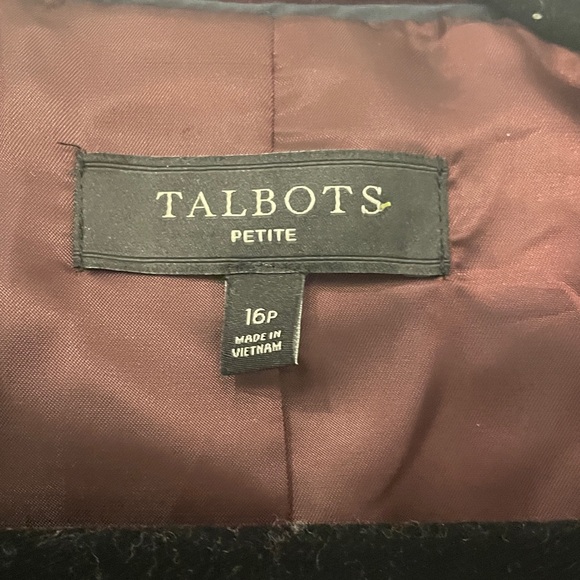 TALBOTS
PETITE
16P
MADE IN
VIETNAM